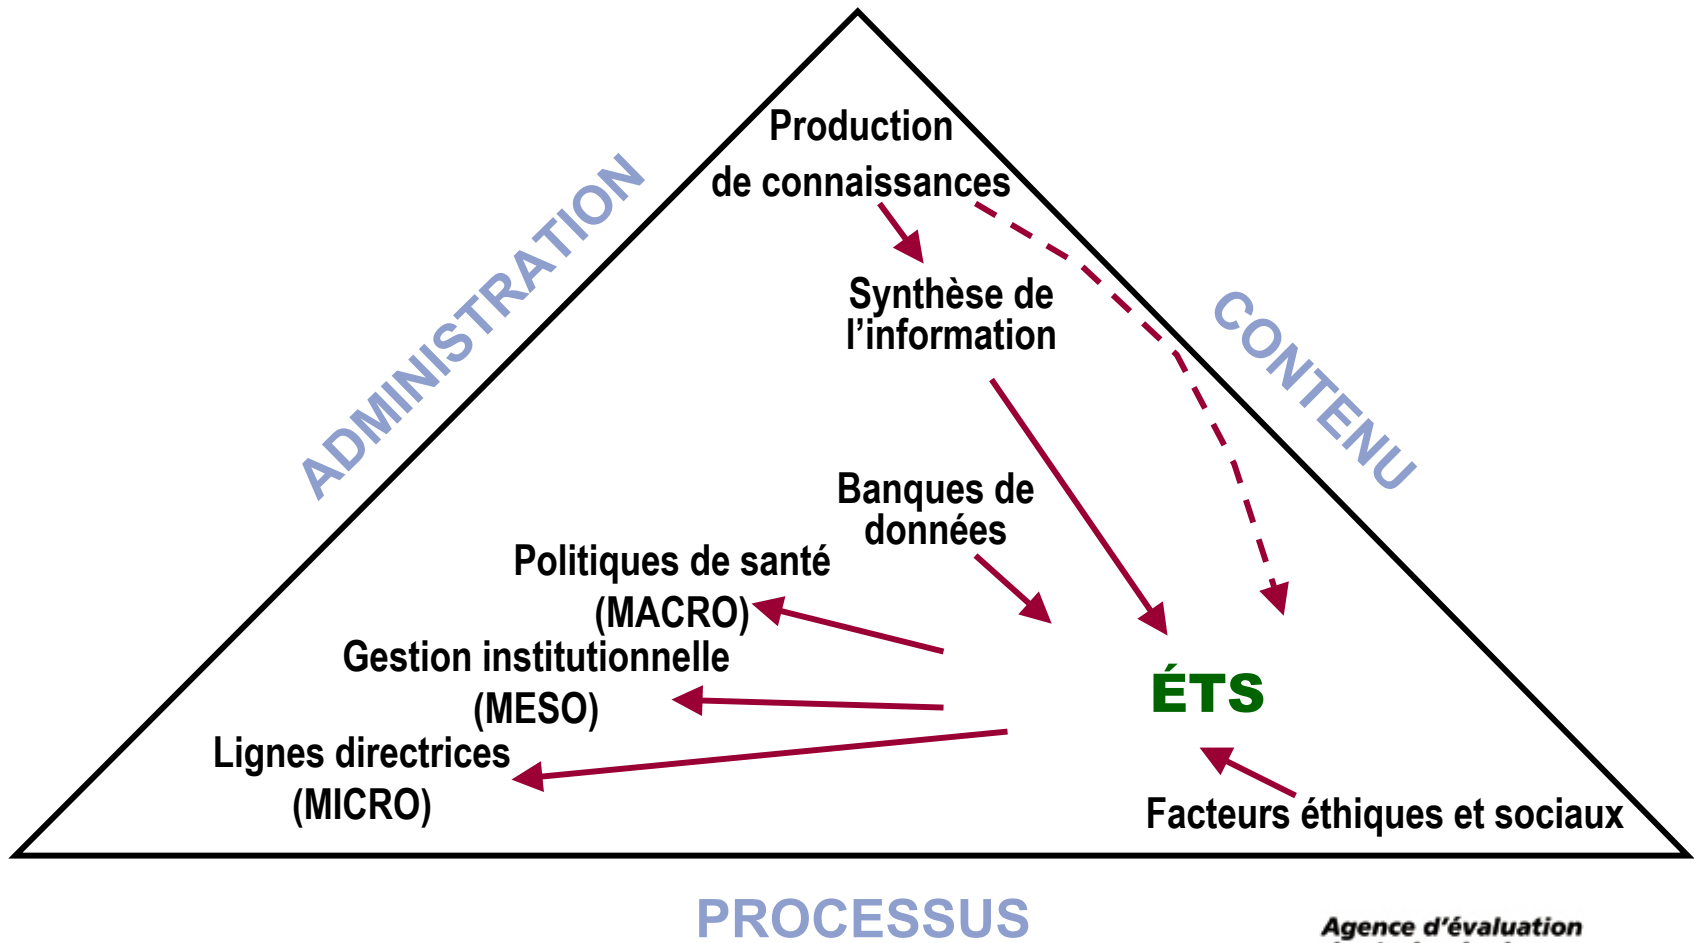 Production
de connaissances
ADMINISTRATION
Synthèse de
l’information
CONTENU
Banques de
données
Politiques de santé
(MACRO)
Gestion institutionnelle
(MESO)
ÉTS
Lignes directrices
(MICRO)
Facteurs éthiques et sociaux
PROCESSUS
Agence d’évaluation